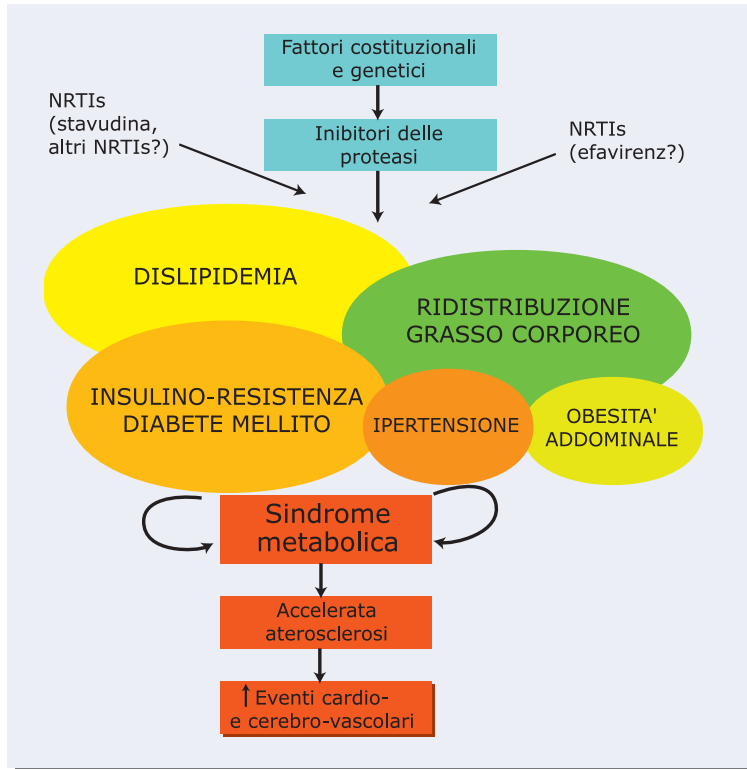 Fattori costituzionali
e genetici
NRTIs
(stavudina,
altri NRTIs?)
Inibitori delle
proteasi
NRTIs
(efavirenz?)
DISLIPIDEMIA
RIDISTRIBUZIONE
GRASSO CORPOREO
INSULINO-RESISTENZA
DIABETE MELLITO
IPERTENSIONE
OBESITA'
ADDOMINALE
Sindrome
metabolica
Accelerata
aterosclerosi
Eventi cardio-
e cerebro-vascolari